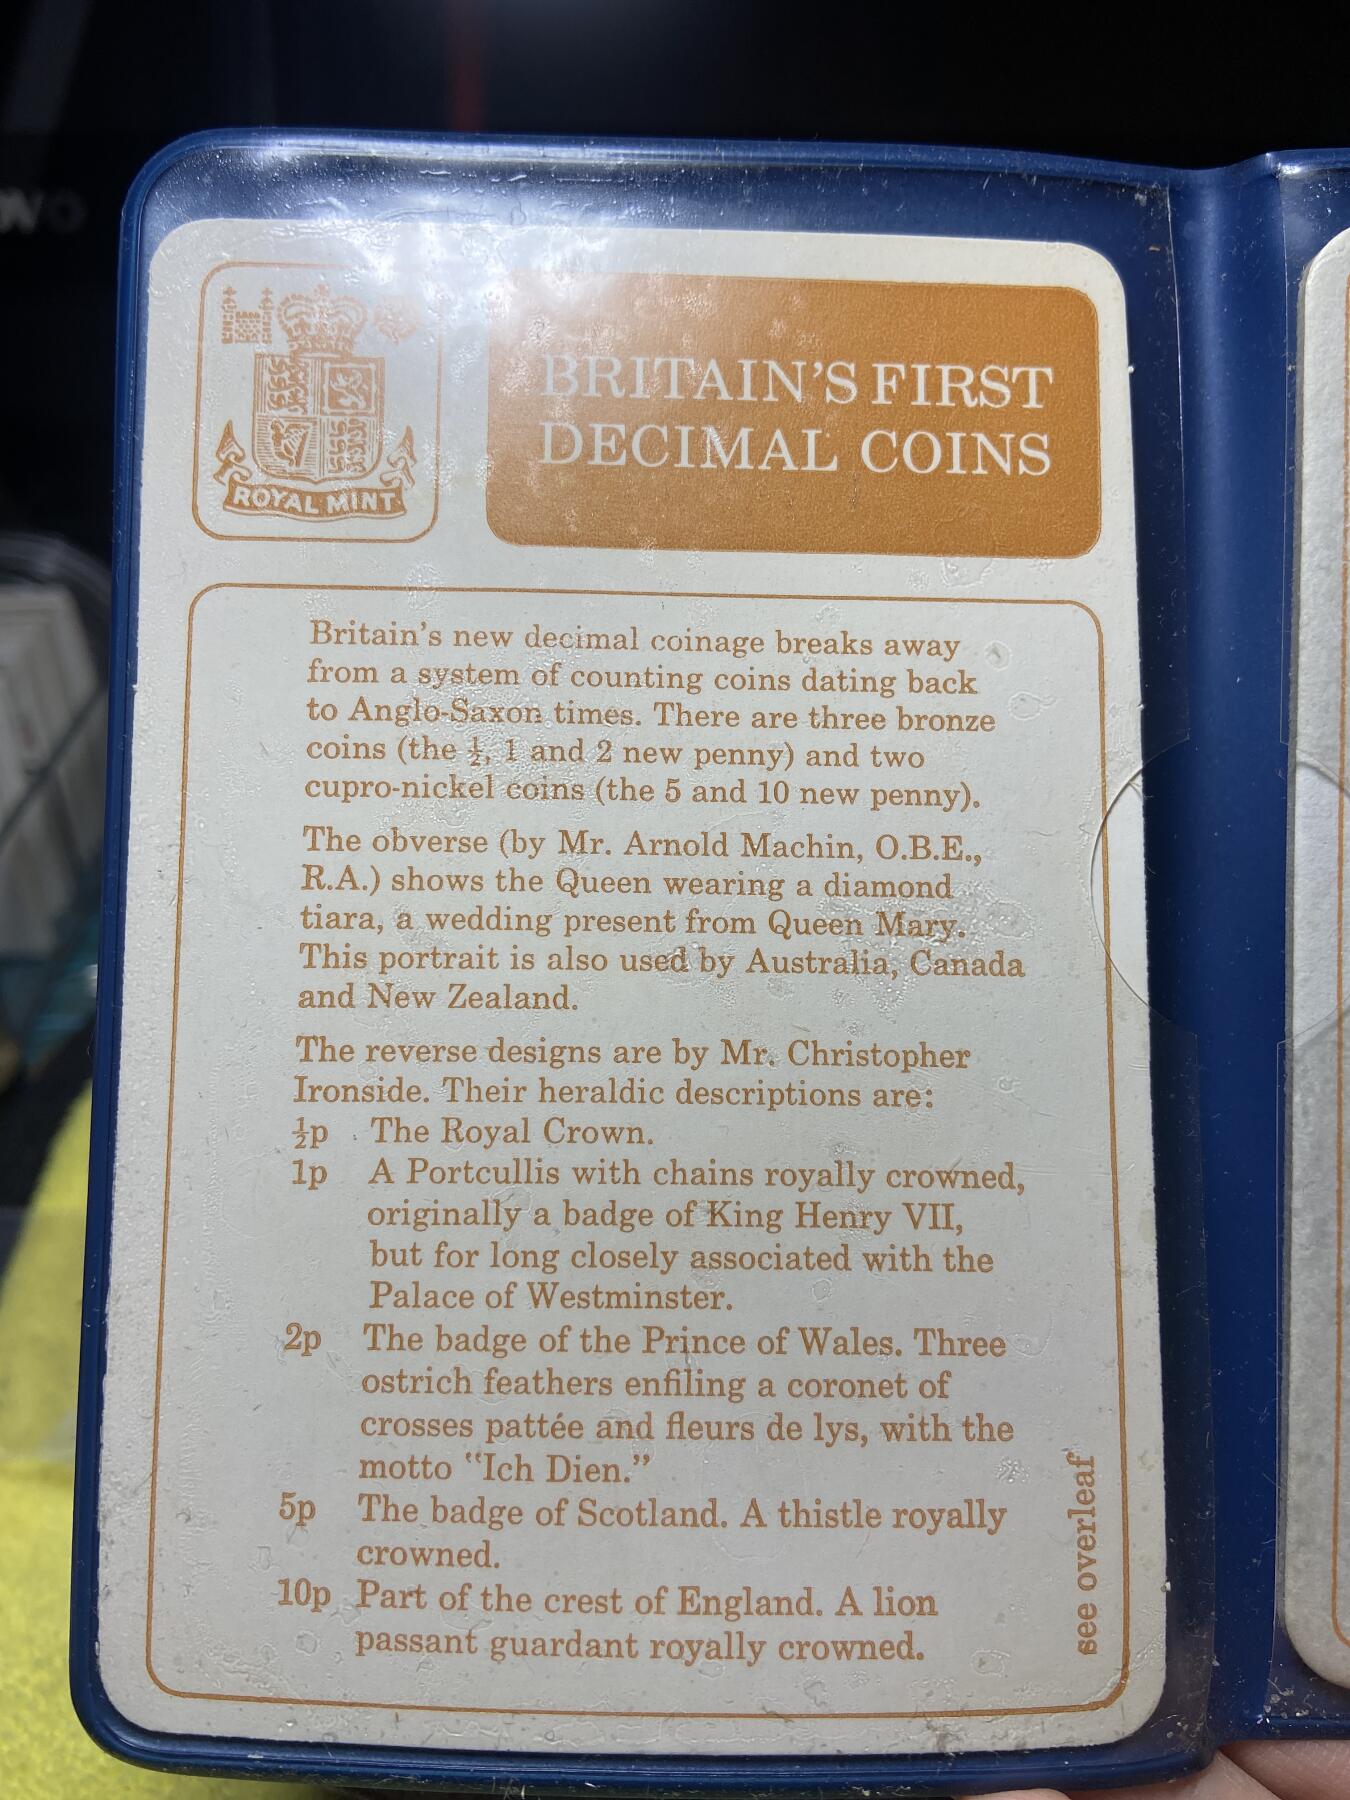 ROYAL MINT
BRITAIN'S FIRST
DECIMAL COINS
Britain's new decimal coinage breaks away
from a system of counting coins dating back
to Anglo-Saxon times. There are three bronze
coins (the ½, 1 and 2 new penny) and two
cupro-nickel coins (the 5 and 10 new penny).
The obverse (by Mr. Arnold Machin, O.B.E.,
R.A.) shows the Queen wearing a diamond
tiara, a wedding present from Queen Mary.
This portrait is also used by Australia, Canada
and New Zealand.
The reverse designs are by Mr. Christopher
Ironside. Their heraldic descriptions are:
½p The Royal Crown.
1p A Portcullis with chains royally crowned,
originally a badge of King Henry VII,
but for long closely associated with the
Palace of Westminster.
2p The badge of the Prince of Wales. Three
ostrich feathers enfiling a coronet of
crosses pattée and fleurs de lys, with the
motto "Ich Dien."
5p The badge of Scotland. A thistle royally
crowned.
10p Part of the crest of England. A lion
passant guardant royally crowned.
see overleaf